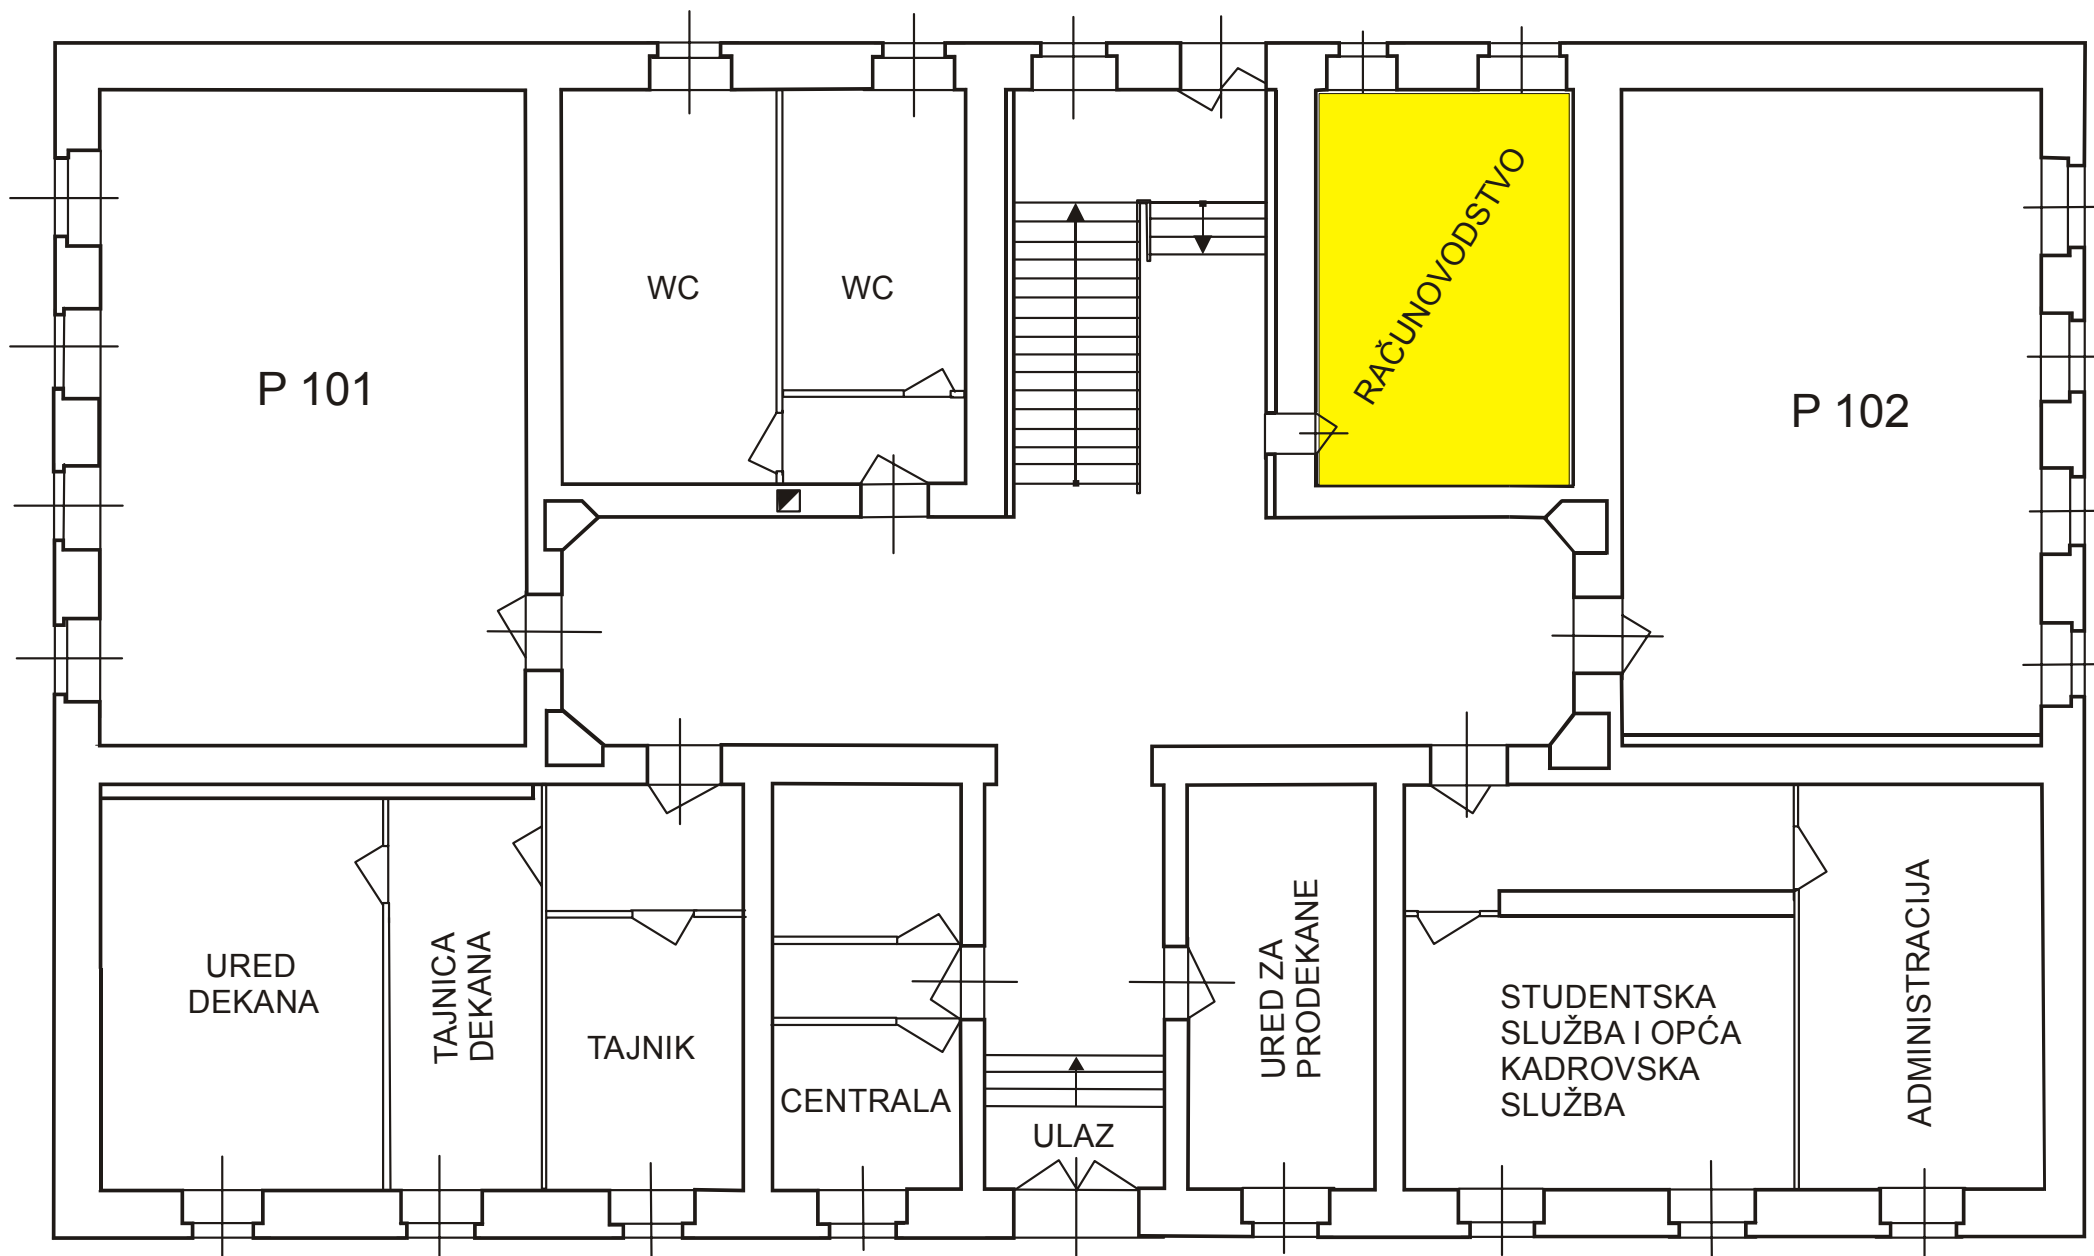 RAČUNOVODSTVO
WC
WC
P 101
P 102
URED
DEKANA
TAJNICA
DEKANA
TAJNIK
CENTRALA
ULAZ
URED ZA
PRODEKANE
STUDENTSKA
SLUŽBA I OPĆA
KADROVSKA
SLUŽBA
ADMINISTRACIJA